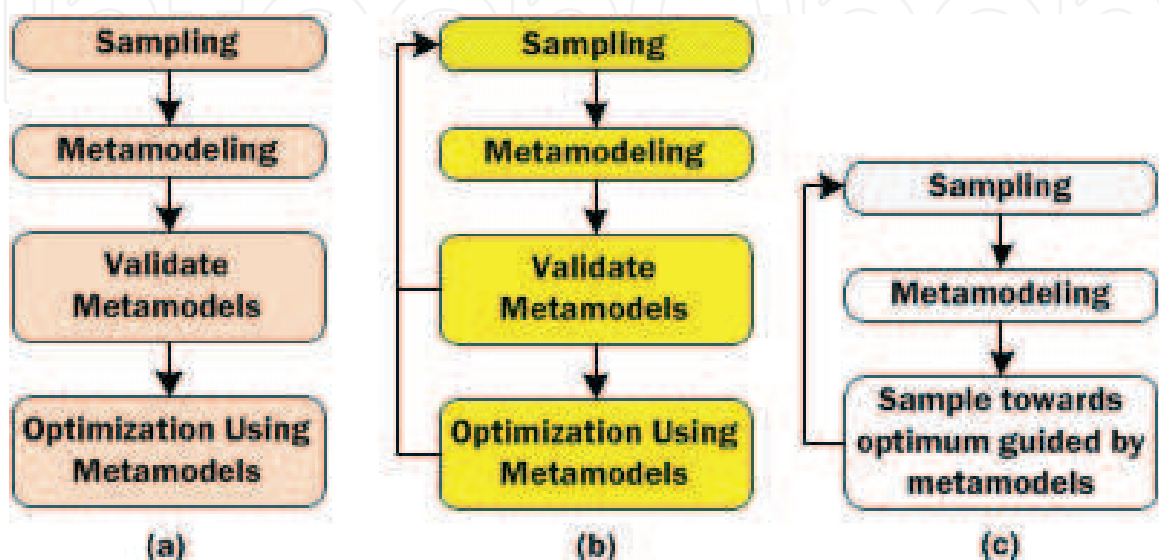 Sampling
Metamodeling
Validate
Metamodels
Optimization Using
Metamodels
(a)
Sampling
Metamodeling
Validate
Metamodels
Optimization Using
Metamodels
(b)
Sampling
Metamodeling
Sample towards
optimum guided by
metamodels
(c)